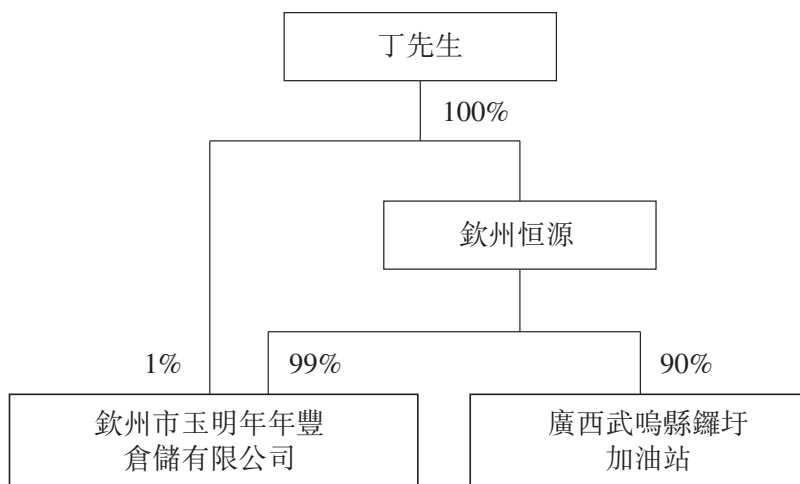 丁先生
100%
欽州恒源
1%
99%
90%
欽州市玉明年年豐
倉儲有限公司
廣西武嗚縣鑼圩
加油站